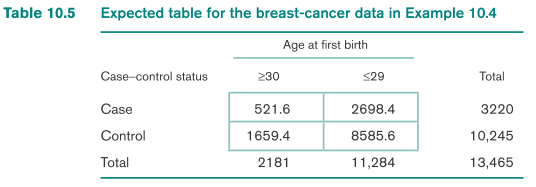 Table 10.5 Expected table for the breast-cancer data in Example 10.4
Age at first birth
Case–control status ≥30 ≤29 Total
Case 521.6 2698.4 3220
Control 1659.4 8585.6 10,245
Total 2181 11,284 13,465